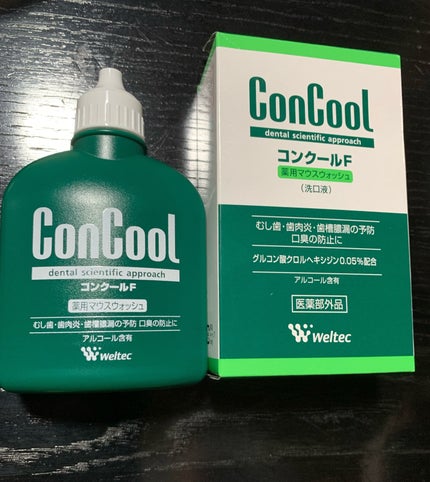 ConCool
dental scientific approach
コンクールF
薬用マウスウォッシュ
むし歯・歯肉炎・歯槽膿漏の予防 口臭の防止に
アルコール含有
weltec
ConCool
dental scientific approach
コンクールF
薬用マウスウォッシュ
(洗口液)
むし歯・歯肉炎・歯槽膿漏の予防
口臭の防止に
グルコン酸クロルヘキシジン0.05%配合
アルコール含有
医薬部外品
weltec